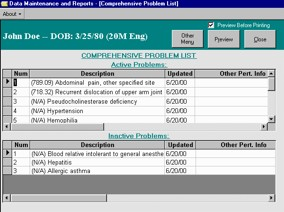 Data Maintenance and Reports - [Comprehensive Problem List]
About
Preview Before Printing
John Doe -- DOB: 3/25/80 (20M Eng)
Other Menu
Preview
Close
COMPREHENSIVE PROBLEM LIST
Active Problems:
Num Description Updated Other Pert. Info
1 (789.09) Abdominal pain, other specified site 6/20/00
2 (718.32) Recurrent dislocation of upper arm joint 6/20/00
3 (N/A) Pseudocholinesterase deficiency 6/20/00
4 (N/A) Hypertension 6/20/00
5 (N/A) Hemophilia 6/20/00
Inactive Problems:
Num Description Updated Other Pert. Info
1 (N/A) Blood relative intolerant to general anesthe 6/20/00
2 (N/A) Hepatitis 6/20/00
3 (N/A) Allergic asthma 6/20/00